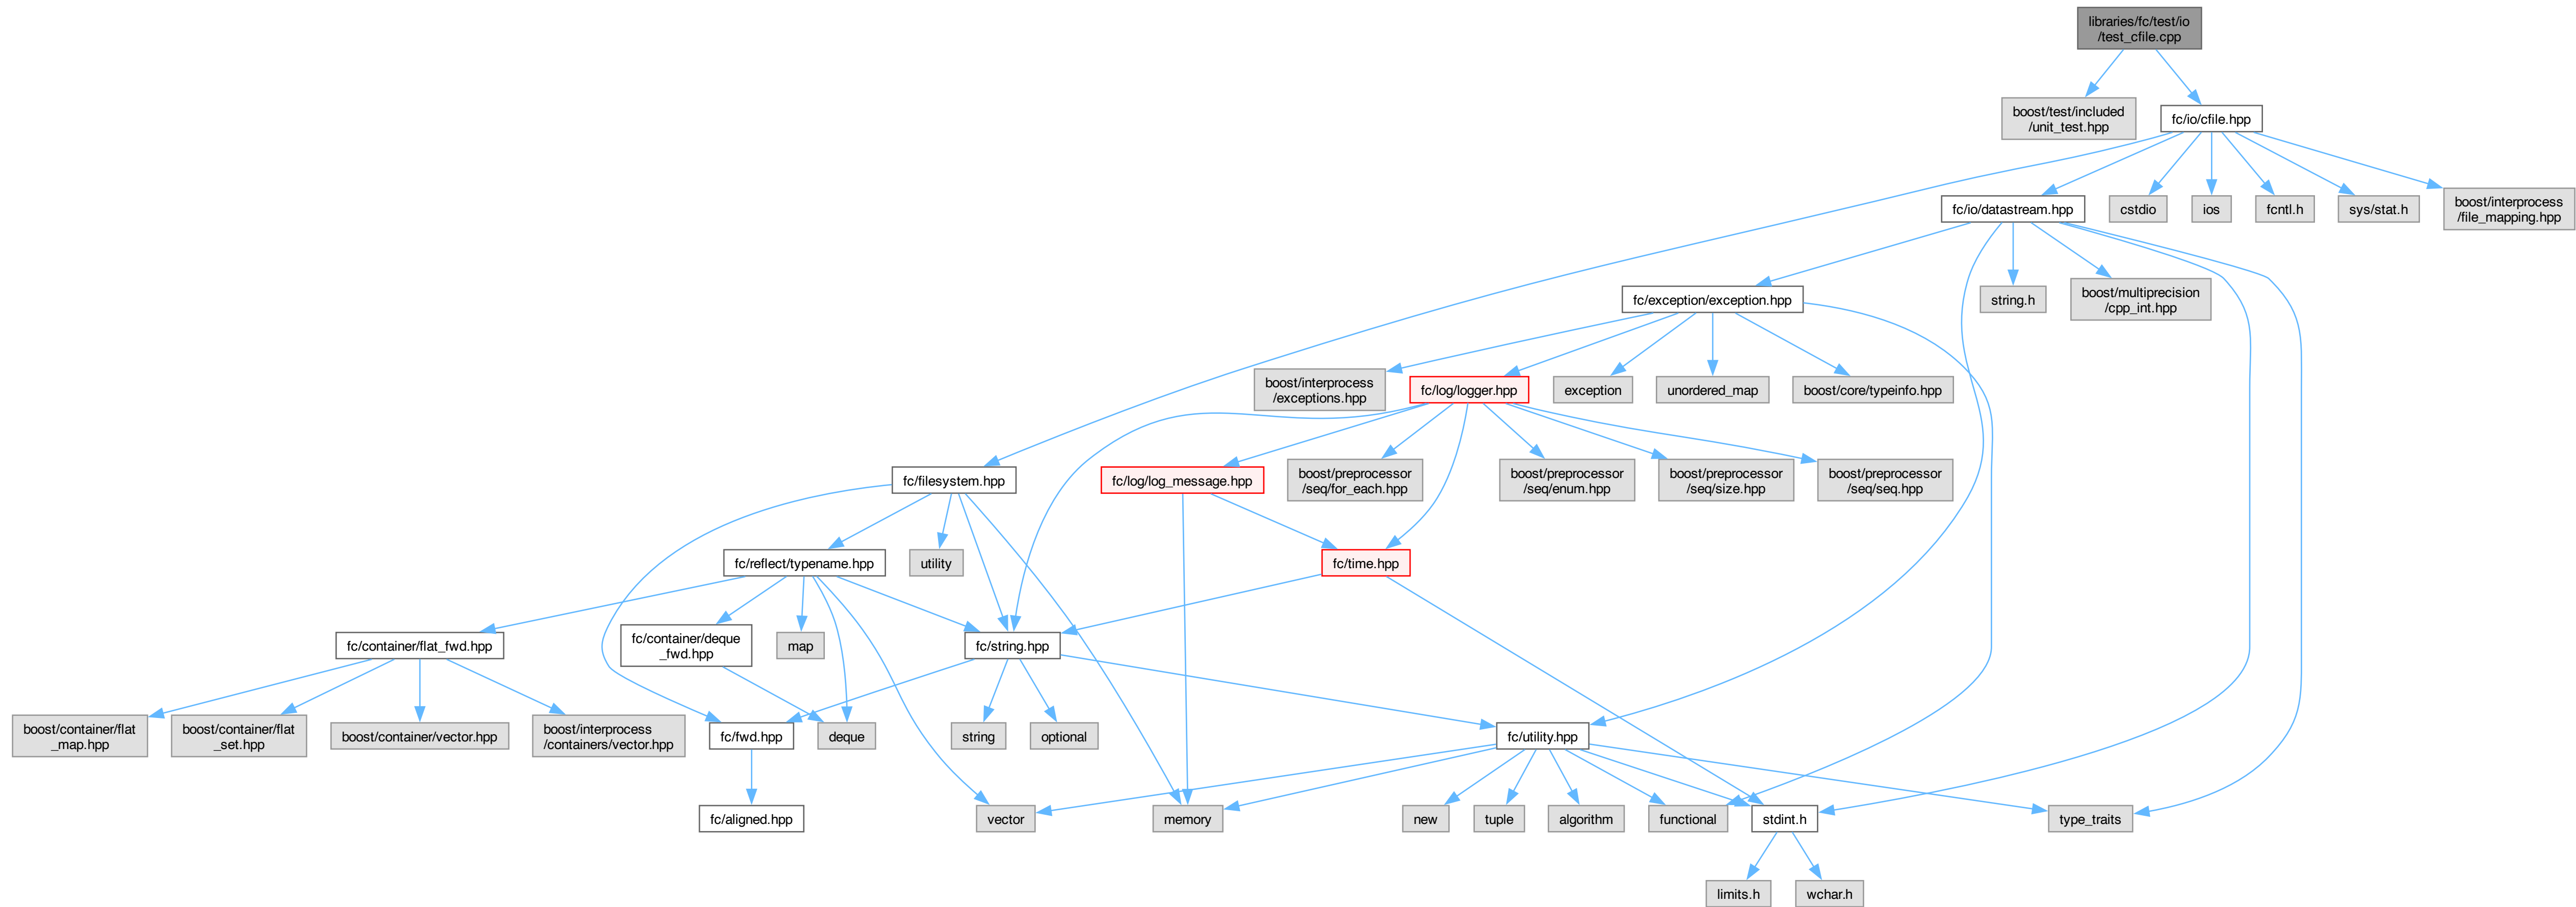 libraries/fc/test/io
/test_cfile.cpp
boost/test/included
/unit_test.hpp
fc/io/cfile.hpp
fc/io/datastream.hpp
cstdio
ios
fcntl.h
sys/stat.h
boost/interprocess
/file_mapping.hpp
fc/exception/exception.hpp
string.h
boost/multiprecision
/cpp_int.hpp
boost/interprocess
/exceptions.hpp
fc/log/logger.hpp
exception
unordered_map
boost/core/typeinfo.hpp
fc/filesystem.hpp
fc/log/log_message.hpp
boost/preprocessor
/seq/for_each.hpp
boost/preprocessor
/seq/enum.hpp
boost/preprocessor
/seq/size.hpp
boost/preprocessor
/seq/seq.hpp
fc/reflect/typename.hpp
utility
fc/time.hpp
fc/container/flat_fwd.hpp
fc/container/deque
_fwd.hpp
map
fc/string.hpp
boost/container/flat
_map.hpp
boost/container/flat
_set.hpp
boost/container/vector.hpp
boost/interprocess
/containers/vector.hpp
fc/fwd.hpp
deque
string
optional
fc/utility.hpp
fc/aligned.hpp
vector
memory
new
tuple
algorithm
functional
stdint.h
type_traits
limits.h
wchar.h